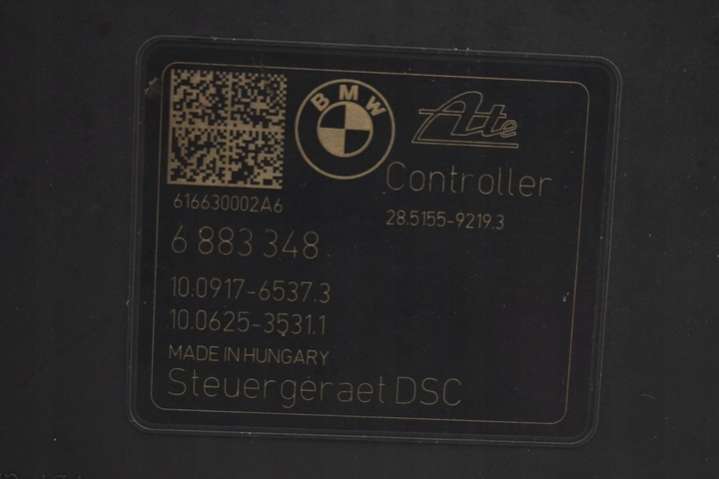 BMW
Ate
Controller
616630002A6
28.5155-9219.3
6 883 348
10.0917-6537.3
10.0625-3531.1
MADE IN HUNGARY
Steuergeraet DSC